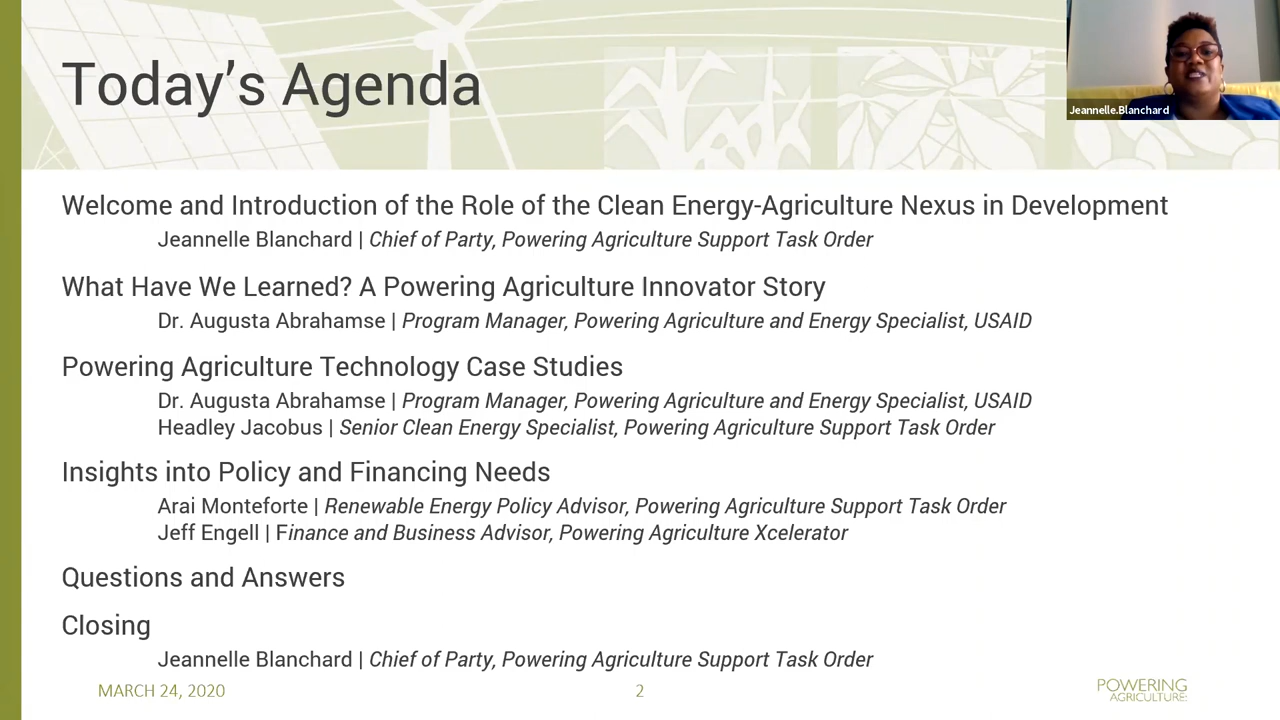 Today's Agenda
Jeannelle.Blanchard
Welcome and Introduction of the Role of the Clean Energy-Agriculture Nexus in Development
Jeannelle Blanchard | Chief of Party, Powering Agriculture Support Task Order
What Have We Learned? A Powering Agriculture Innovator Story
Dr. Augusta Abrahamse | Program Manager, Powering Agriculture and Energy Specialist, USAID
Powering Agriculture Technology Case Studies
Dr. Augusta Abrahamse | Program Manager, Powering Agriculture and Energy Specialist, USAID
Headley Jacobus | Senior Clean Energy Specialist, Powering Agriculture Support Task Order
Insights into Policy and Financing Needs
Arai Monteforte | Renewable Energy Policy Advisor, Powering Agriculture Support Task Order
Jeff Engell | Finance and Business Advisor, Powering Agriculture Xcelerator
Questions and Answers
Closing
Jeannelle Blanchard | Chief of Party, Powering Agriculture Support Task Order
MARCH 24, 2020
2
POWERING
AGRICULTURE: